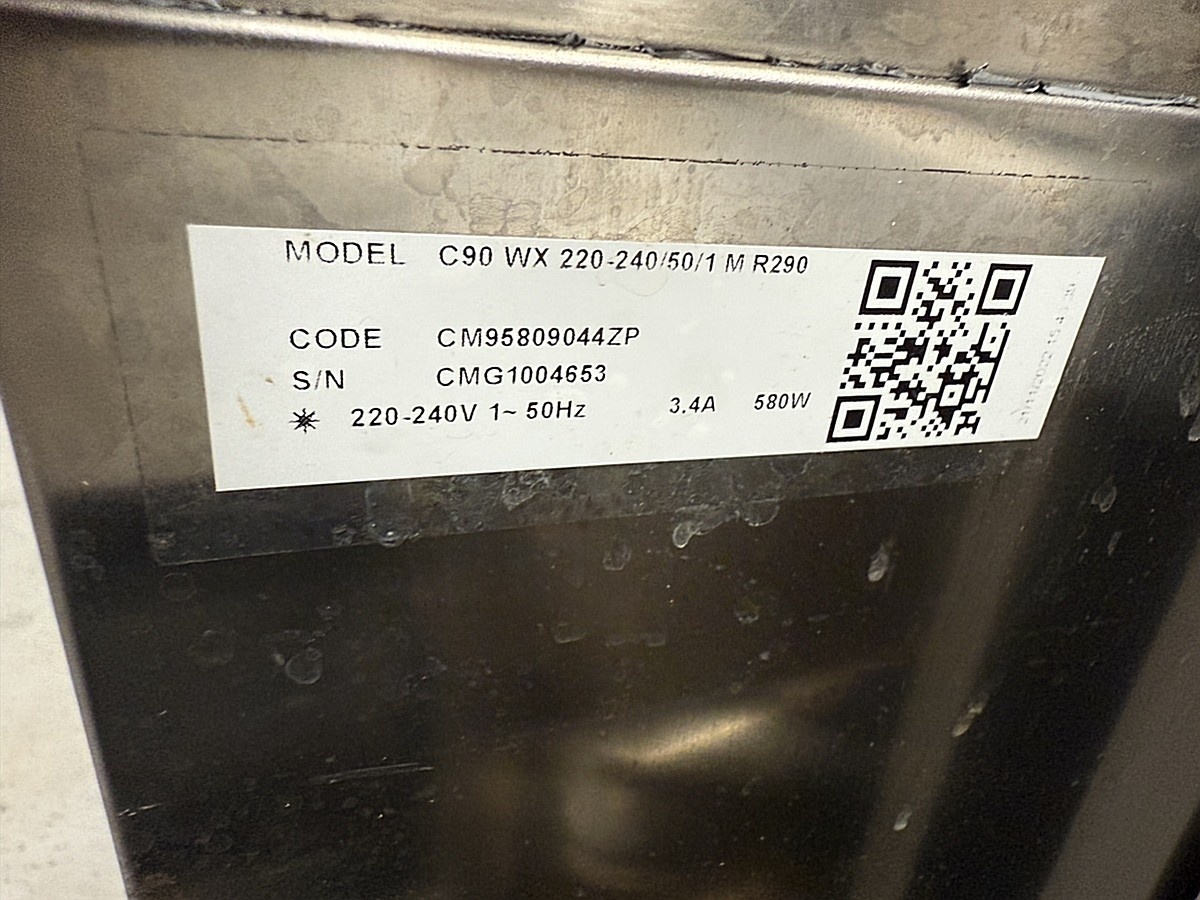 MODEL C90 WX 220-240/50/1 M R290
CODE CM95809044ZP
S/N CMG1004653
220-240V 1~ 50Hz 3.4A 580W